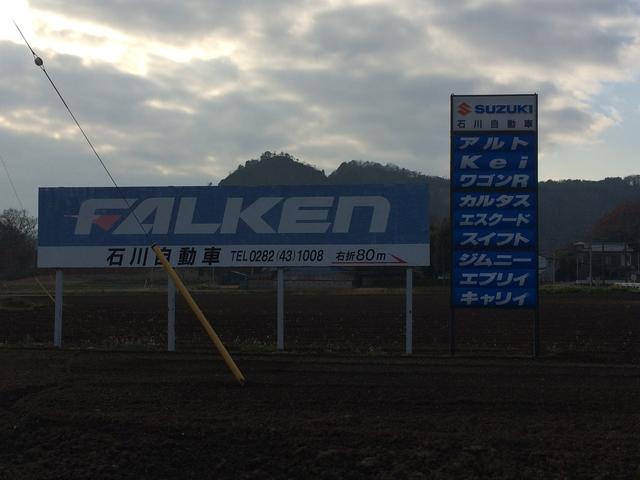 FALKEN
石川自動車 TEL0282(43)1008 右折80m
SUZUKI
石川自動車
アルト
Kei
ワゴンR
カルタス
エスクード
スイフト
ジムニー
エブリイ
キャリイ